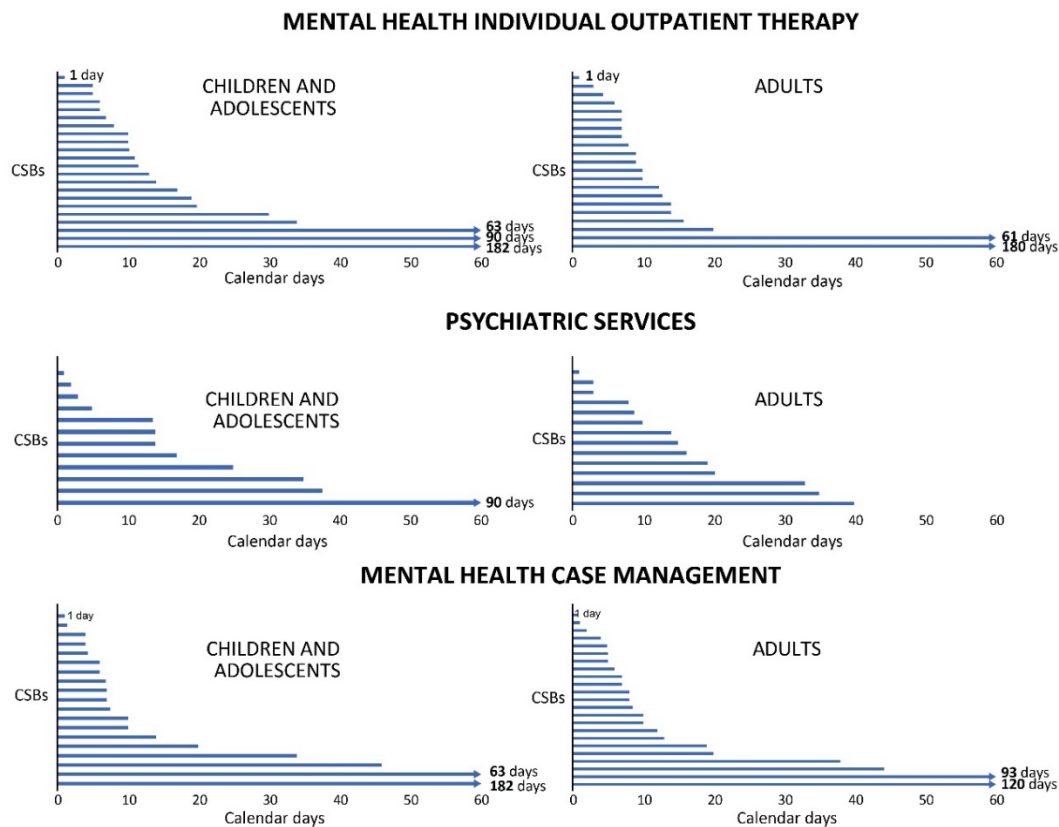 MENTAL HEALTH INDIVIDUAL OUTPATIENT THERAPY
1 day
CHILDREN AND
ADOLESCENTS
CSBs
63 days
90 days
182 days
0 10 20 30 40 50 60
Calendar days
1 day
ADULTS
CSBs
61 days
180 days
0 10 20 30 40 50 60
Calendar days
PSYCHIATRIC SERVICES
CHILDREN AND
ADOLESCENTS
CSBs
90 days
0 10 20 30 40 50 60
Calendar days
ADULTS
CSBs
0 10 20 30 40 50 60
Calendar days
MENTAL HEALTH CASE MANAGEMENT
1 day
CHILDREN AND
ADOLESCENTS
CSBs
63 days
182 days
0 10 20 30 40 50 60
Calendar days
1 day
ADULTS
CSBs
93 days
120 days
0 10 20 30 40 50 60
Calendar days